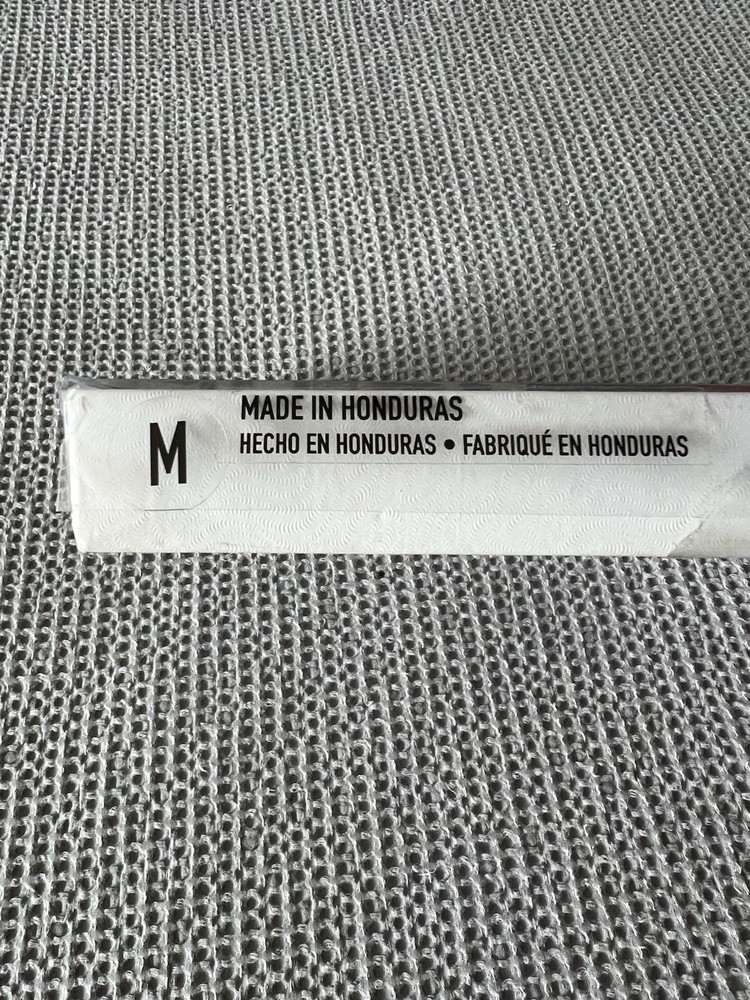 M
MADE IN HONDURAS
HECHO EN HONDURAS • FABRIQUÉ EN HONDURAS